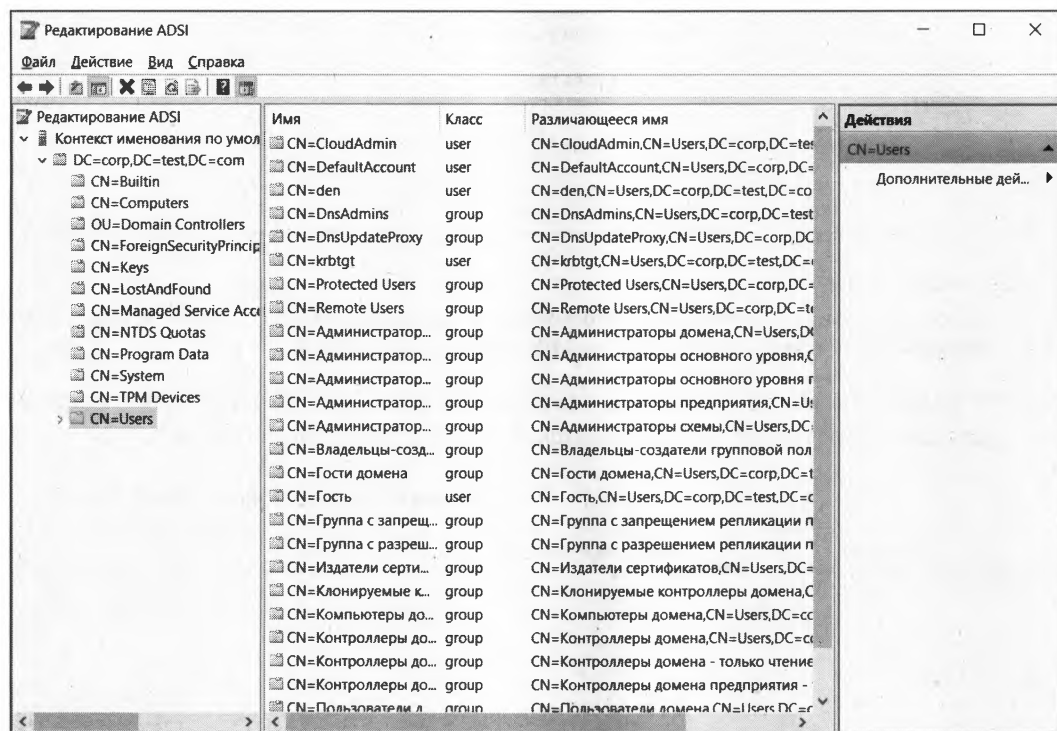 Редактирование ADSI
Файл Действие Вид Справка
Редактирование ADSI
Контекст именования по умол
DC=corp,DC=test,DC=com
CN=Builtin
CN=Computers
OU=Domain Controllers
CN=ForeignSecurityPrincip
CN=Keys
CN=LostAndFound
CN=Managed Service Acco
CN=NTDS Quotas
CN=Program Data
CN=System
CN=TPM Devices
CN=Users
Имя Класс Различающееся имя
CN=CloudAdmin user CN=CloudAdmin,CN=Users,DC=corp,DC=tes
CN=DefaultAccount user CN=DefaultAccount,CN=Users,DC=corp,DC=
CN=den user CN=den,CN=Users,DC=corp,DC=test,DC=co
CN=DnsAdmins group CN=DnsAdmins,CN=Users,DC=corp,DC=test
CN=DnsUpdateProxy group CN=DnsUpdateProxy,CN=Users,DC=corp,DC
CN=krbtgt user CN=krbtgt,CN=Users,DC=corp,DC=test,DC=
CN=Protected Users group CN=Protected Users,CN=Users,DC=corp,DC=
CN=Remote Users group CN=Remote Users,CN=Users,DC=corp,DC=te
CN=Администратор... group CN=Администраторы домена,CN=Users,DC
CN=Администратор... group CN=Администраторы основного уровня,C
CN=Администратор... group CN=Администраторы основного уровня п
CN=Администратор... group CN=Администраторы предприятия,CN=Us
CN=Администратор... group CN=Администраторы схемы,CN=Users,DC=
CN=Владельцы-созд... group CN=Владельцы-создатели групповой пол
CN=Гости домена group CN=Гости домена,CN=Users,DC=corp,DC=t
CN=Гость user CN=Гость,CN=Users,DC=corp,DC=test,DC=c
CN=Группа с запрещ... group CN=Группа с запрещением репликации п
CN=Группа с разреш... group CN=Группа с разрешением репликации п
CN=Издатели серти... group CN=Издатели сертификатов,CN=Users,DC=
CN=Клонируемые к... group CN=Клонируемые контроллеры домена,C
CN=Компьютеры до... group CN=Компьютеры домена,CN=Users,DC=co
CN=Контроллеры до... group CN=Контроллеры домена,CN=Users,DC=co
CN=Контроллеры до... group CN=Контроллеры домена - только чтение
CN=Контроллеры до... group CN=Контроллеры домена предприятия -
CN=Пользователи д... group CN=Пользователи домена,CN=Users,DC=c
Действия
CN=Users
Дополнительные дей...